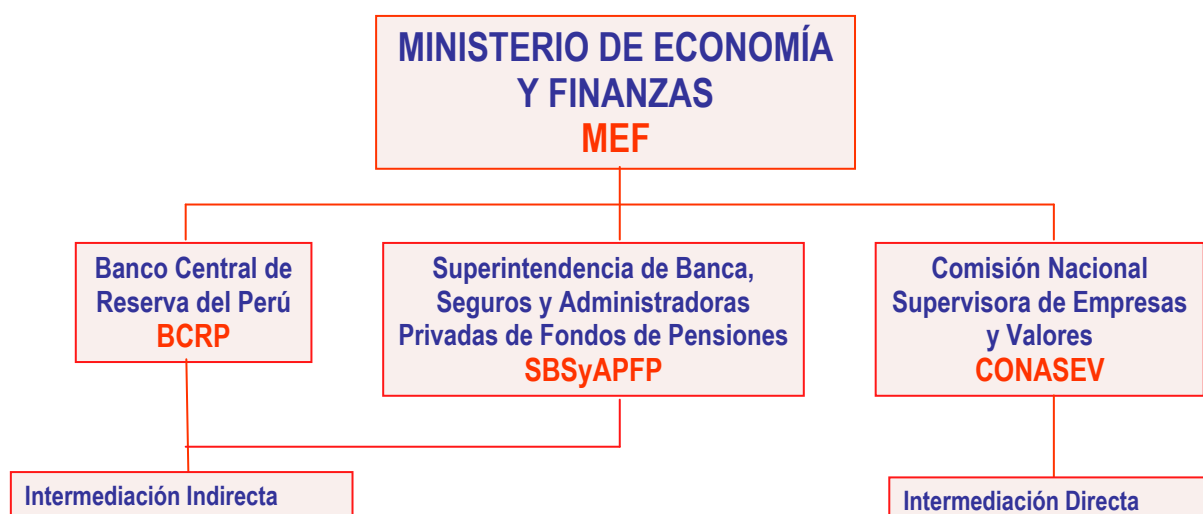 MINISTERIO DE ECONOMÍA
Y FINANZAS
MEF
Banco Central de
Reserva del Perú
BCRP
Superintendencia de Banca,
Seguros y Administradoras
Privadas de Fondos de Pensiones
SBSyAPFP
Comisión Nacional
Supervisora de Empresas
y Valores
CONASEV
Intermediación Indirecta
Intermediación Directa